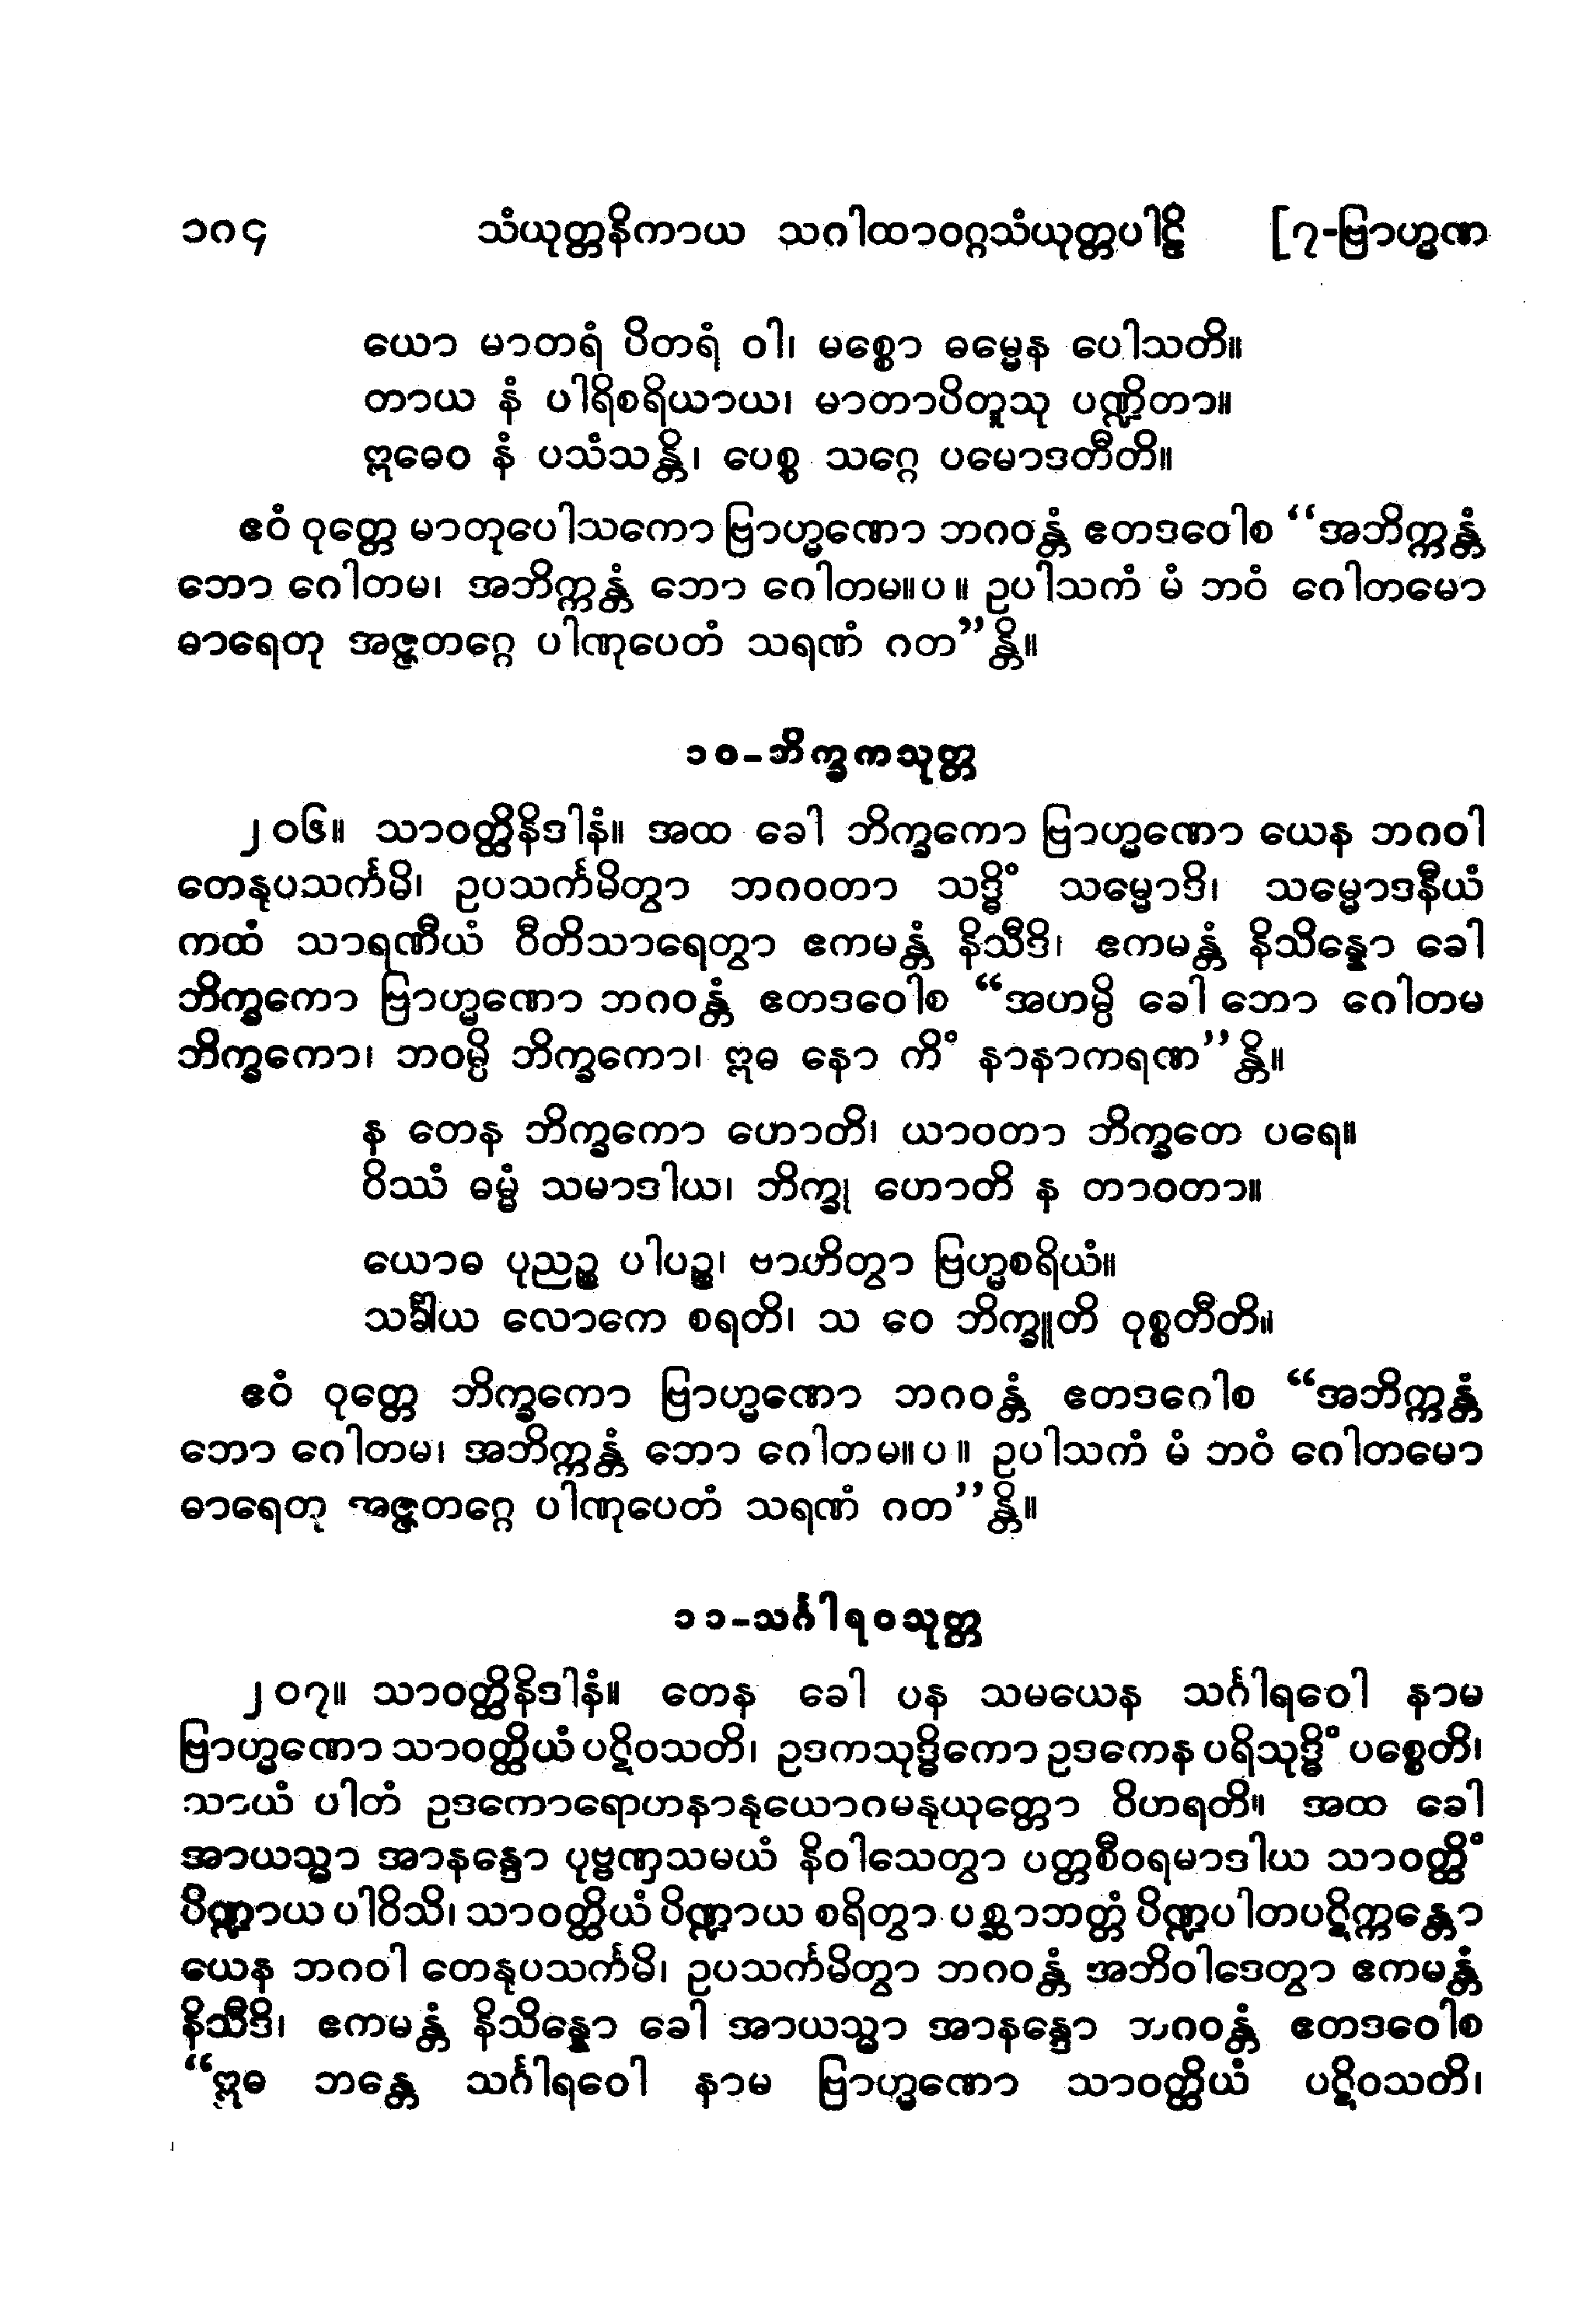 ၁၈၄ သံယုတ္တနိကာယ သဂါထာဝဂ္ဂသံယုတ္တပါဠိ [၇-ဗြာဟ္မဏ
ယော မာတရံ ပိတရံ ဝါ၊ မစ္စော ဓမ္မေန ပေါသတိ။
တာယ နံ ပါရိစရိယာယ၊ မာတာပိတူသု ပဏ္ဍိတာ။
ဣဓေဝ နံ ပသံသန္တိ၊ ပေစ္စ သဂ္ဂေ ပမောဒတီတိ။
ဧဝံ ဝုတ္တေ မာတုပေါသကော ဗြာဟ္မဏော ဘဂဝန္တံ ဧတဒဝေါစ “အဘိက္ကန္တံ
ဘော ဂေါတမ၊ အဘိက္ကန္တံ ဘော ဂေါတမ။ပ။ ဥပါသကံ မံ ဘဝံ ဂေါတမော
ဓာရေတု အဇ္ဇတဂ္ဂေ ပါဏုပေတံ သရဏံ ဂတ”န္တိ။
၁၀-ဘိက္ခကသုတ္တ
၂၀၆။ သာဝတ္ထိနိဒါနံ။ အထ ခေါ ဘိက္ခကော ဗြာဟ္မဏော ယေန ဘဂဝါ
တေနုပသင်္ကမိ၊ ဥပသင်္ကမိတွာ ဘဂဝတာ သဒ္ဓိံ သမ္မောဒိ၊ သမ္မောဒနီယံ
ကထံ သာရဏီယံ ဝီတိသာရေတွာ ဧကမန္တံ နိသီဒိ၊ ဧကမန္တံ နိသိန္နော ခေါ
ဘိက္ခကော ဗြာဟ္မဏော ဘဂဝန္တံ ဧတဒဝေါစ “အဟမ္ပိ ခေါ ဘော ဂေါတမ
ဘိက္ခကော၊ ဘဝမ္ပိ ဘိက္ခကော၊ ဣဓ နော ကိံ နာနာကရဏ”န္တိ။
န တေန ဘိက္ခကော ဟောတိ၊ ယာဝတာ ဘိက္ခတေ ပရေ။
ဝိဿံ ဓမ္မံ သမာဒါယ၊ ဘိက္ခု ဟောတိ န တာဝတာ။
ယောဓ ပုညဉ္စ ပါပဉ္စ၊ ဗာဟိတွာ ဗြဟ္မစရိယံ။
သင်္ခါယ လောကေ စရတိ၊ သ ဝေ ဘိက္ခူတိ ဝုစ္စတီတိ။
ဧဝံ ဝုတ္တေ ဘိက္ခကော ဗြာဟ္မဏော ဘဂဝန္တံ ဧတဒဂေါစ “အဘိက္ကန္တံ
ဘော ဂေါတမ၊ အဘိက္ကန္တံ ဘော ဂေါတမ။ပ။ ဥပါသကံ မံ ဘဝံ ဂေါတမော
ဓာရေတု အဇ္ဇတဂ္ဂေ ပါဏုပေတံ သရဏံ ဂတ”န္တိ။
၁၁-သင်္ဂါရဝသုတ္တ
၂၀၇။ သာဝတ္ထိနိဒါနံ။ တေန ခေါ ပန သမယေန သင်္ဂါရဝေါ နာမ
ဗြာဟ္မဏော သာဝတ္ထိယံ ပဋိဝသတိ၊ ဥဒကသုဒ္ဓိကော ဥဒကေန ပရိသုဒ္ဓိံ ပစ္စေတိ၊
သာယံ ပါတံ ဥဒကောရောဟနာနုယောဂမနုယုတ္တော ဝိဟရတိ။ အထ ခေါ
အာယသ္မာ အာနန္ဒော ပုဗ္ဗဏှသမယံ နိဝါသေတွာ ပတ္တစီဝရမာဒါယ သာဝတ္ထိံ
ပိဏ္ဍာယ ပါဝိသိ၊ သာဝတ္ထိယံ ပိဏ္ဍာယ စရိတွာ ပစ္ဆာဘတ္တံ ပိဏ္ဍပါတပဋိက္ကန္တော
ယေန ဘဂဝါ တေနုပသင်္ကမိ၊ ဥပသင်္ကမိတွာ ဘဂဝန္တံ အဘိဝါဒေတွာ ဧကမန္တံ
နိသီဒိ၊ ဧကမန္တံ နိသိန္နော ခေါ အာယသ္မာ အာနန္ဒော ဘဂဝန္တံ ဧတဒဝေါစ
“ဣဓ ဘန္တေ သင်္ဂါရဝေါ နာမ ဗြာဟ္မဏော သာဝတ္ထိယံ ပဋိဝသတိ၊